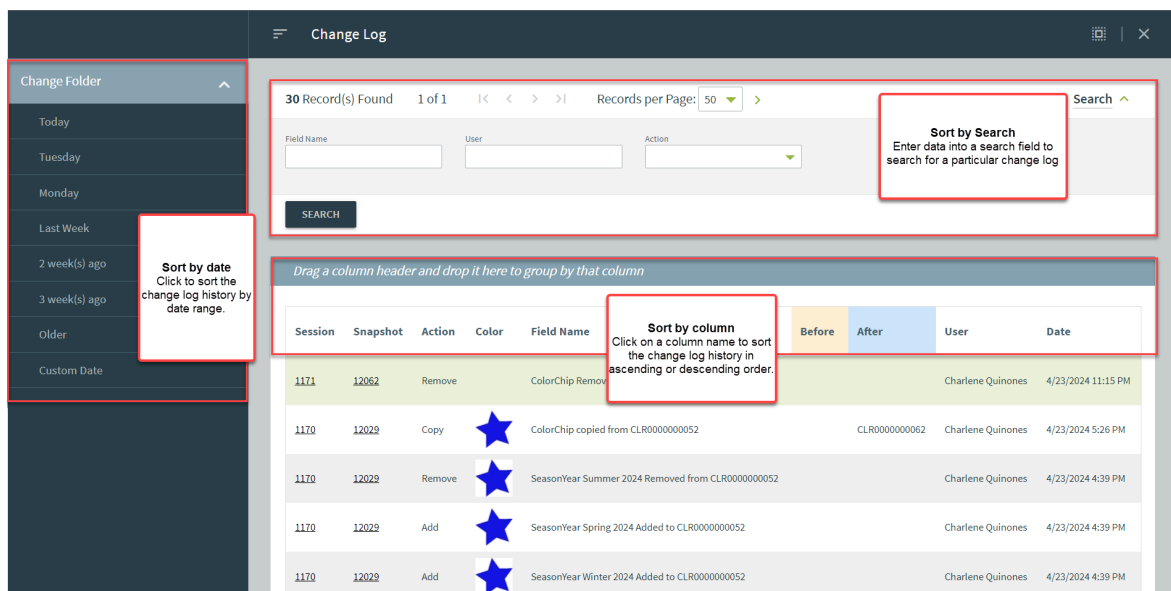 Change Log
Change Folder
Today
Tuesday
Monday
Last Week
2 week(s) ago
3 week(s) ago
Older
Custom Date
Sort by date
Click to sort the
change log history by
date range.
30 Record(s) Found 1 of 1 Records per Page: 50
Search
Field Name User Action
SEARCH
Sort by Search
Enter data into a search field to
search for a particular change log
Drag a column header and drop it here to group by that column
Session Snapshot Action Color Field Name Before After User Date
Sort by column
Click on a column name to sort
the change log history in
ascending or descending order.
1171 12062 Remove ColorChip Remov Charlene Quinones 4/23/2024 11:15 PM
1170 12029 Copy ColorChip copied from CLR0000000052 CLR0000000062 Charlene Quinones 4/23/2024 5:26 PM
1170 12029 Remove SeasonYear Summer 2024 Removed from CLR0000000052 Charlene Quinones 4/23/2024 4:39 PM
1170 12029 Add SeasonYear Spring 2024 Added to CLR0000000052 Charlene Quinones 4/23/2024 4:39 PM
1170 12029 Add SeasonYear Winter 2024 Added to CLR0000000052 Charlene Quinones 4/23/2024 4:39 PM